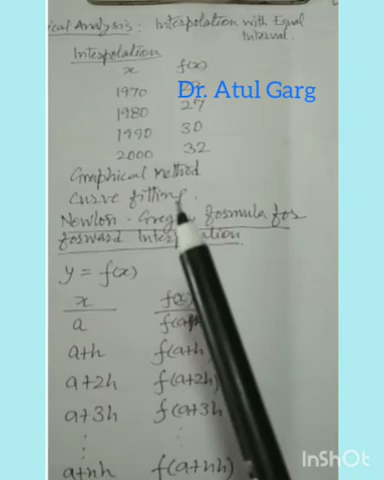 ical Analysis: Interpolation with Equal
Interval.
Interpolation
x f(x)
1970
Dr. Atul Garg
1980 27
1990 30
2000 32
Graphical Method
Curve fitting.
Newton - formula for
forward Interpolation
y = f(x)
x f(x)
a f(a
a+h f(a+h
a+2h f(a+2h)
a+3h f(a+3h
⋮ ⋮
a+nh f(a+nh)
InShOt